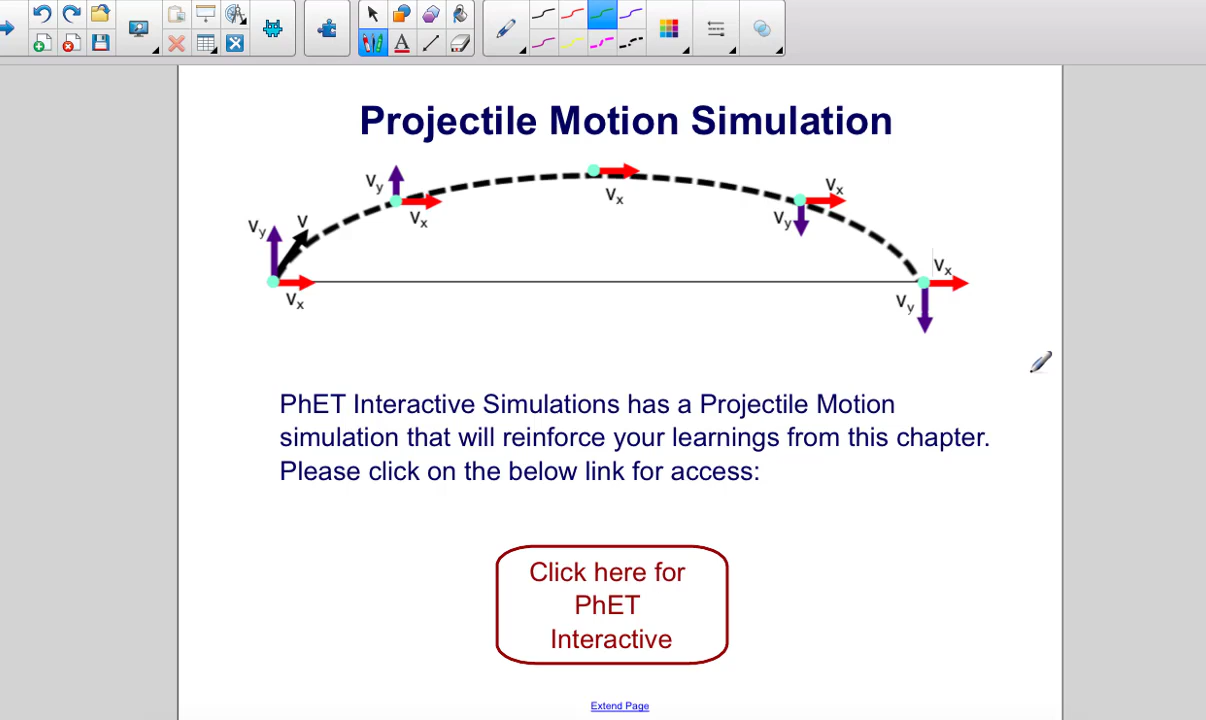 Projectile Motion Simulation
Vy
Vx
Vx
Vx
Vy
Vy
V
Vx
Vx
Vx
Vy
PhET Interactive Simulations has a Projectile Motion
simulation that will reinforce your learnings from this chapter.
Please click on the below link for access:
Click here for
PhET
Interactive
Extend Page